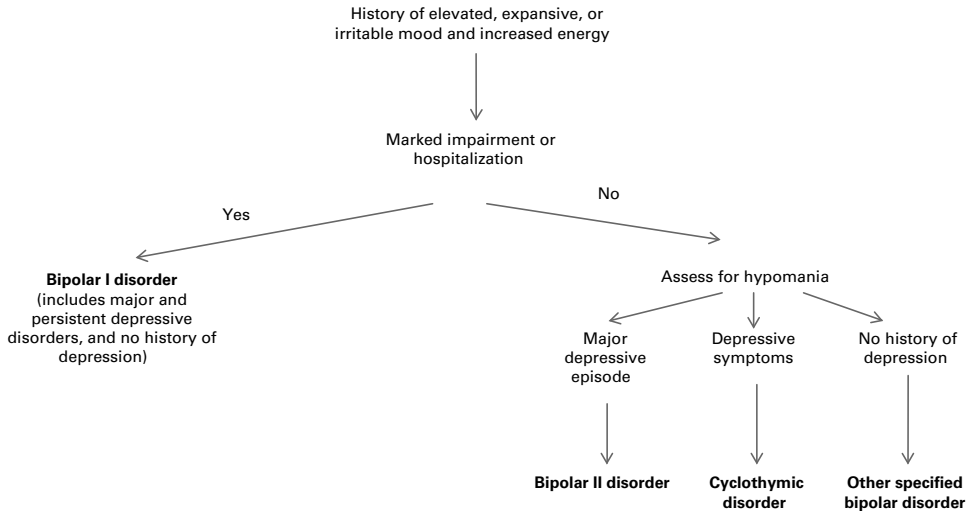 History of elevated, expansive, or
irritable mood and increased energy
Marked impairment or
hospitalization
Yes
No
Bipolar I disorder
(includes major and
persistent depressive
disorders, and no history of
depression)
Assess for hypomania
Major
depressive
episode
Depressive
symptoms
No history of
depression
Bipolar II disorder
Cyclothymic
disorder
Other specified
bipolar disorder